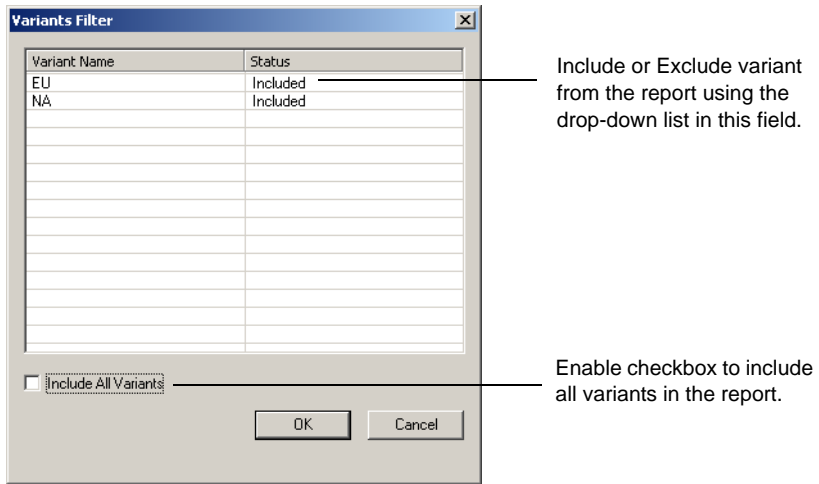 Variants Filter
Variant Name Status
EU Included
NA Included
Include or Exclude variant
from the report using the
drop-down list in this field.
Include All Variants
Enable checkbox to include
all variants in the report.
OK Cancel